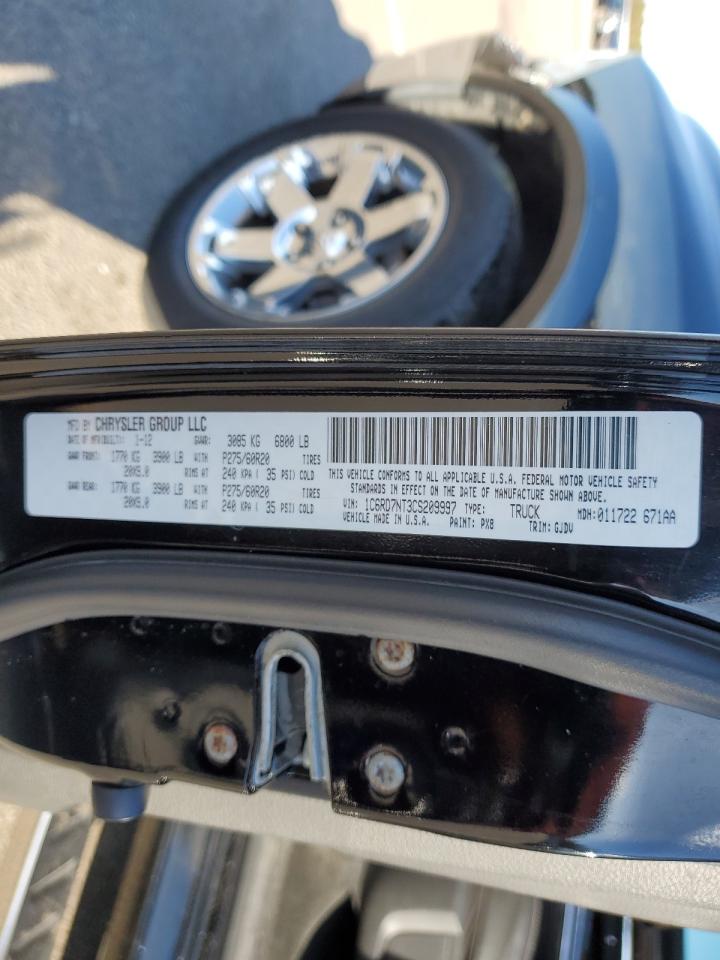 MFD BY CHRYSLER GROUP LLC
DATE OF MFR(BUILT): 1-12 GVWR: 3085 KG 6800 LB
GAWR FRONT: 1770 KG 3900 LB P275/60R20 TIRES
20X9.0 RIMS AT 240 KPA ( 35 PSI) COLD
GAWR REAR: 1770 KG 3900 LB P275/60R20 TIRES
20X9.0 RIMS AT 240 KPA ( 35 PSI) COLD
THIS VEHICLE CONFORMS TO ALL APPLICABLE U.S.A. FEDERAL MOTOR VEHICLE SAFETY
STANDARDS IN EFFECT ON THE DATE OF MANUFACTURE SHOWN ABOVE.
VIN: 1C6RD7NT3CS209997 TYPE: TRUCK MDH: 011722 671AA
VEHICLE MADE IN U.S.A. PAINT: PX8 TRIM: GJDV